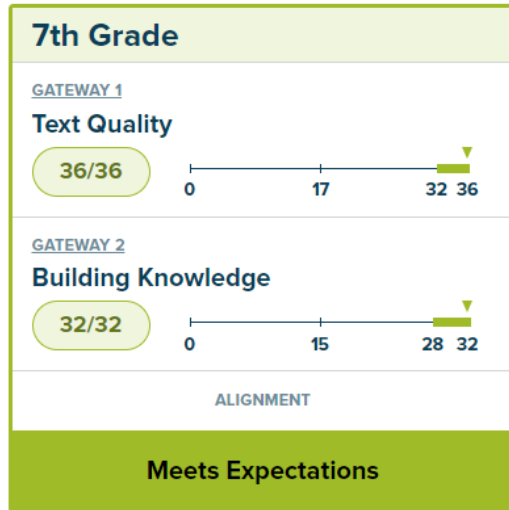 7th Grade
GATEWAY 1
Text Quality
36/36
0 17 32 36
GATEWAY 2
Building Knowledge
32/32
0 15 28 32
ALIGNMENT
Meets Expectations